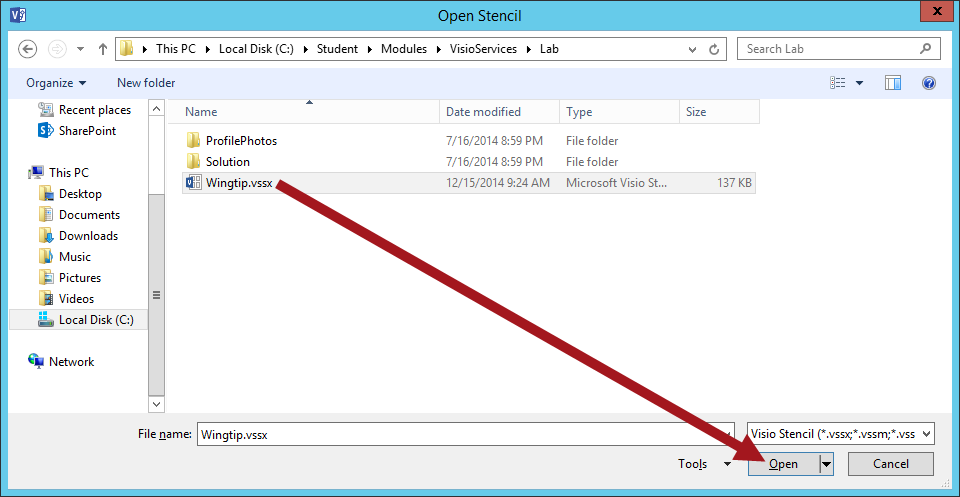 Open Stencil
This PC Local Disk (C:) Student Modules VisioServices Lab Search Lab
Organize New folder
Recent places
SharePoint
This PC
Desktop
Documents
Downloads
Music
Pictures
Videos
Local Disk (C:)
Network
Name Date modified Type Size
ProfilePhotos 7/16/2014 8:59 PM File folder
Solution 7/16/2014 8:59 PM File folder
Wingtip.vssx 12/15/2014 9:24 AM Microsoft Visio St... 137 KB
File name: Wingtip.vssx Visio Stencil (*.vssx;*.vssm;*.vss
Tools Open Cancel